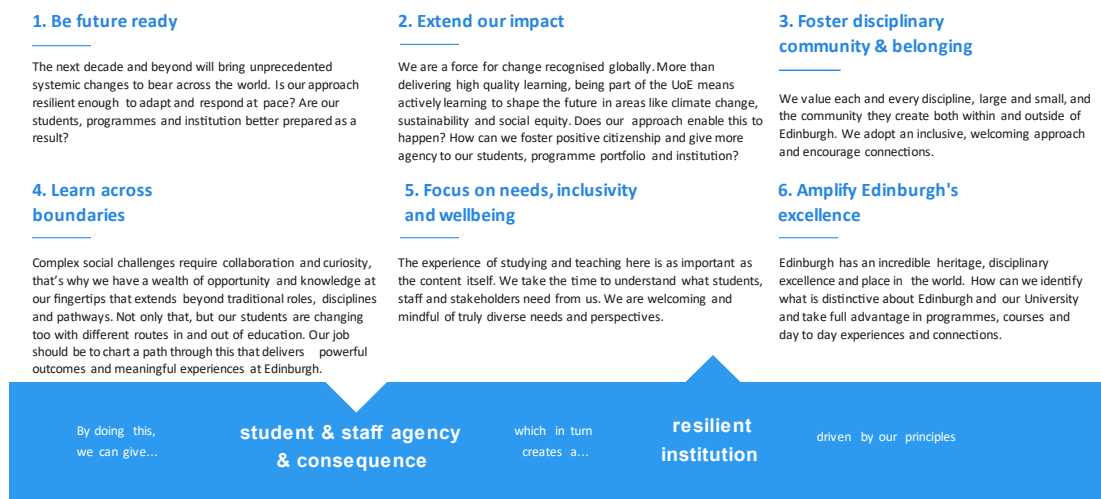 1. Be future ready
The next decade and beyond will bring unprecedented
systemic changes to bear across the world. Is our approach
resilient enough to adapt and respond at pace? Are our
students, programmes and institution better prepared as a
result?
2. Extend our impact
We are a force for change recognised globally. More than
delivering high quality learning, being part of the UoE means
actively learning to shape the future in areas like climate change,
sustainability and social equity. Does our approach enable this to
happen? How can we foster positive citizenship and give more
agency to our students, programme portfolio and institution?
3. Foster disciplinary
community & belonging
We value each and every discipline, large and small, and
the community they create both within and outside of
Edinburgh. We adopt an inclusive, welcoming approach
and encourage connections.
4. Learn across
boundaries
Complex social challenges require collaboration and curiosity,
that's why we have a wealth of opportunity and knowledge at
our fingertips that extends beyond traditional roles, disciplines
and pathways. Not only that, but our students are changing
too with different routes in and out of education. Our job
should be to chart a path through this that delivers powerful
outcomes and meaningful experiences at Edinburgh.
5. Focus on needs, inclusivity
and wellbeing
The experience of studying and teaching here is as important as
the content itself. We take the time to understand what students,
staff and stakeholders need from us. We are welcoming and
mindful of truly diverse needs and perspectives.
6. Amplify Edinburgh's
excellence
Edinburgh has an incredible heritage, disciplinary
excellence and place in the world. How can we identify
what is distinctive about Edinburgh and our University
and take full advantage in programmes, courses and
day to day experiences and connections.
By doing this,
we can give...
student & staff agency
& consequence
which in turn
creates a...
resilient
institution
driven by our principles